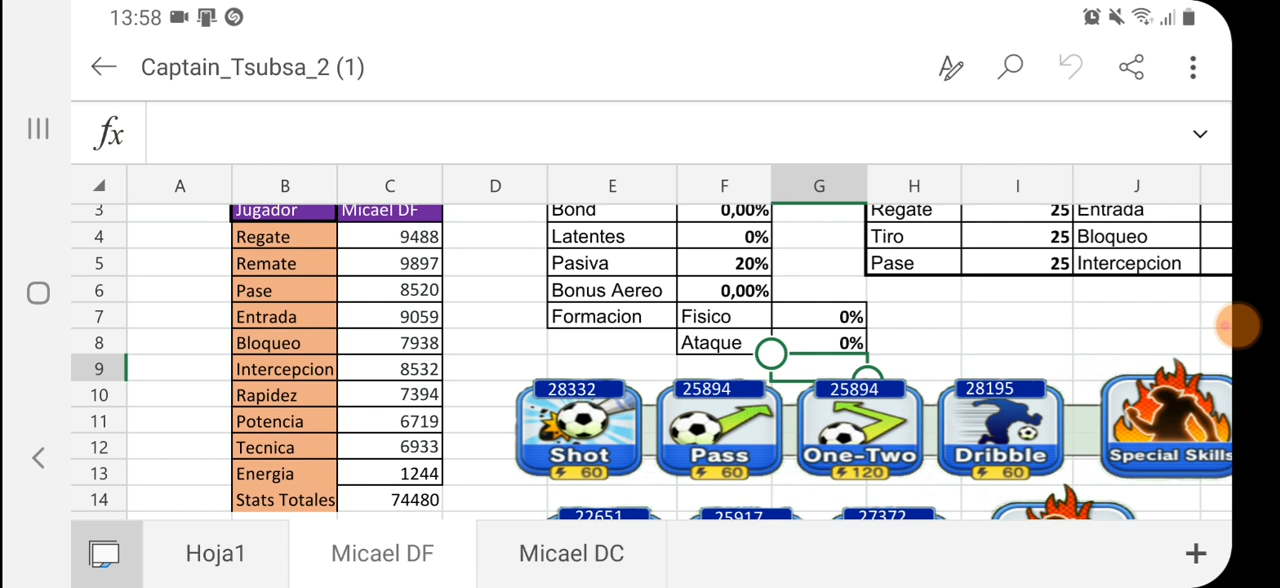 13:58
Captain_Tsubsa_2 (1)
fx
A B C D E F G H I J
3 Jugador Micael DF Bond 0,00% Regate 25 Entrada
4 Regate 9488 Latentes 0% Tiro 25 Bloqueo
5 Remate 9897 Pasiva 20% Pase 25 Intercepcion
6 Pase 8520 Bonus Aereo 0,00%
7 Entrada 9059 Formacion Fisico 0%
8 Bloqueo 7938 Ataque 0%
9 Intercepcion 8532
10 Rapidez 7394 28332 25894 25894 28195
11 Potencia 6719
12 Tecnica 6933 Shot Pass One-Two Dribble Special Skills
13 Energia 1244 60 60 120 60
14 Stats Totales 74480
22651 25917 27372
Hoja1 Micael DF Micael DC +